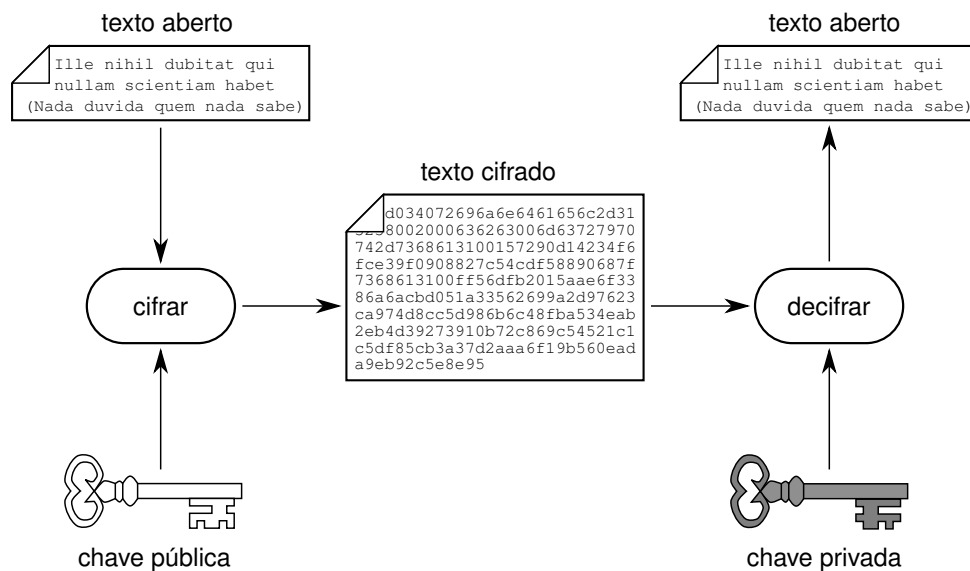 texto aberto
Ille nihil dubitat qui
nullam scientiam habet
(Nada duvida quem nada sabe)
texto aberto
Ille nihil dubitat qui
nullam scientiam habet
(Nada duvida quem nada sabe)
texto cifrado
d034072696a6e6461656c2d31
8002000636263006d63727970
742d7368613100157290d14234f6
fce39f0908827c54cdf58890687f
7368613100ff56dfb2015aae6f33
86a6acbd051a33562699a2d97623
ca974d8cc5d986b6c48fba534eab
2eb4d39273910b72c869c54521c1
c5df85cb3a37d2aaa6f19b560ead
a9eb92c5e8e95
cifrar
decifrar
chave pública
chave privada